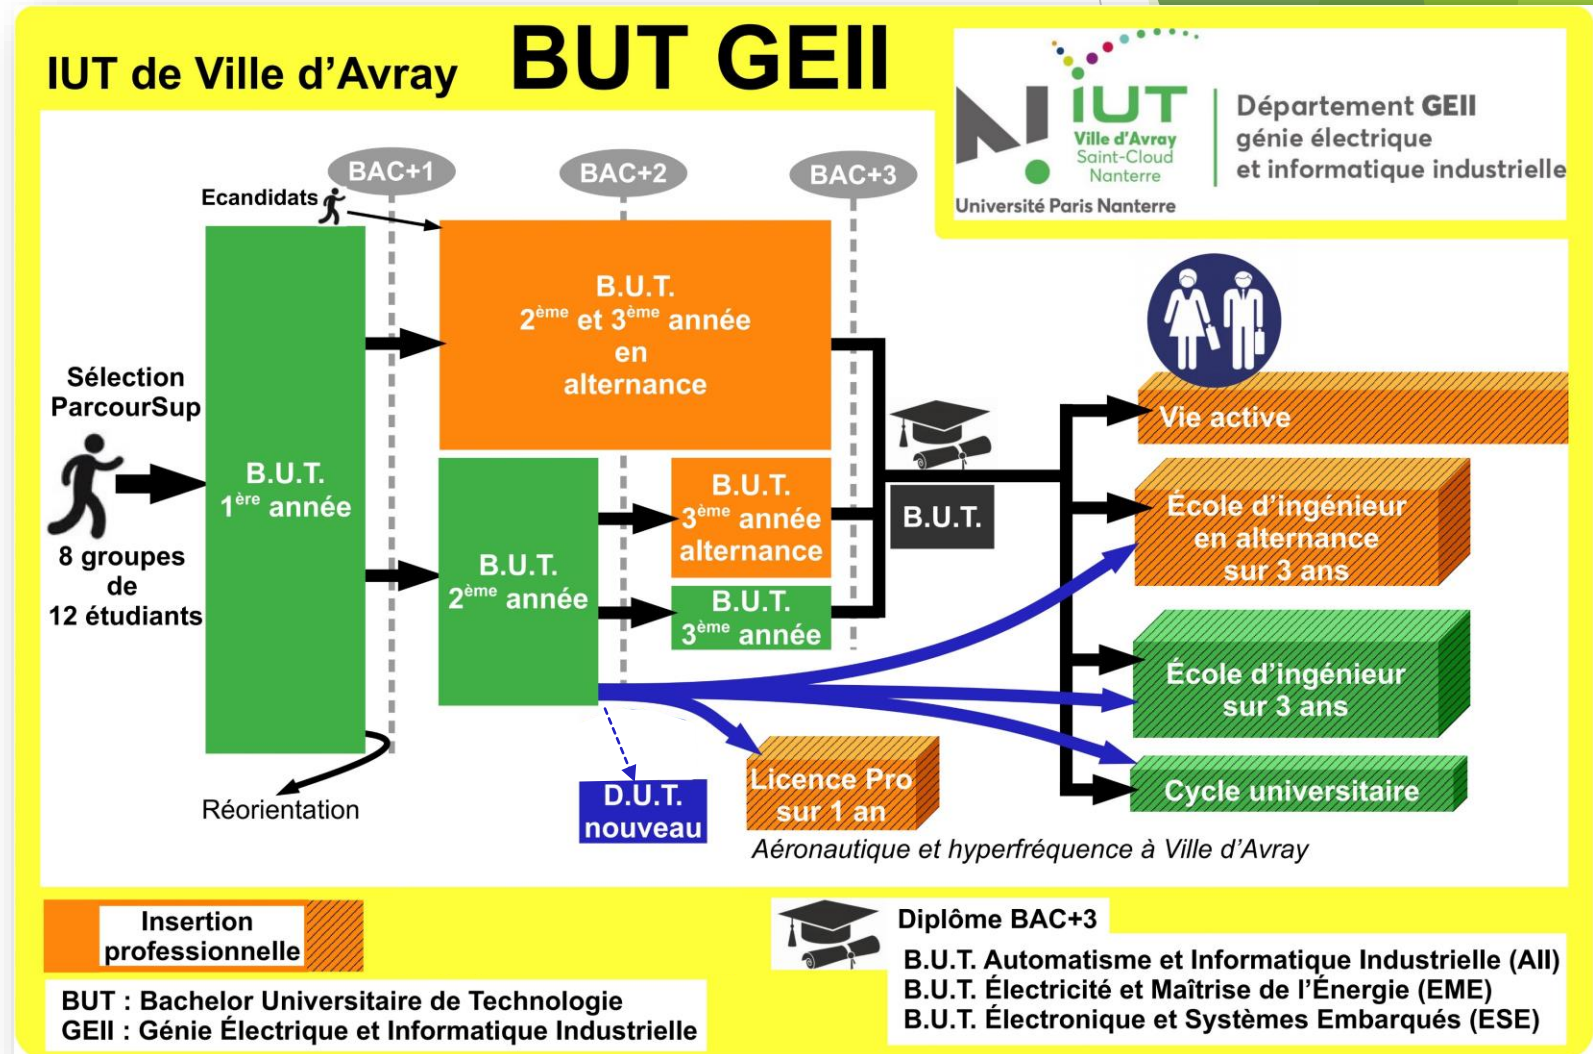 IUT de Ville d'Avray
BUT GEII
N!
IUT
Ville d'Avray
Saint-Cloud
Nanterre
Université Paris Nanterre
Département GEII
génie électrique
et informatique industrielle
BAC+1
BAC+2
BAC+3
Ecandidats
Sélection
ParcourSup
8 groupes
de
12 étudiants
B.U.T.
1ère année
Réorientation
B.U.T.
2ème et 3ème année
en
alternance
B.U.T.
2ème année
B.U.T.
3ème année
alternance
B.U.T.
3ème année
B.U.T.
D.U.T.
nouveau
Licence Pro
sur 1 an
Aéronautique et hyperfréquence à Ville d'Avray
Vie active
École d'ingénieur
en alternance
sur 3 ans
École d'ingénieur
sur 3 ans
Cycle universitaire
Insertion
professionnelle
BUT : Bachelor Universitaire de Technologie
GEII : Génie Électrique et Informatique Industrielle
Diplôme BAC+3
B.U.T. Automatisme et Informatique Industrielle (AII)
B.U.T. Électricité et Maîtrise de l'Énergie (EME)
B.U.T. Électronique et Systèmes Embarqués (ESE)